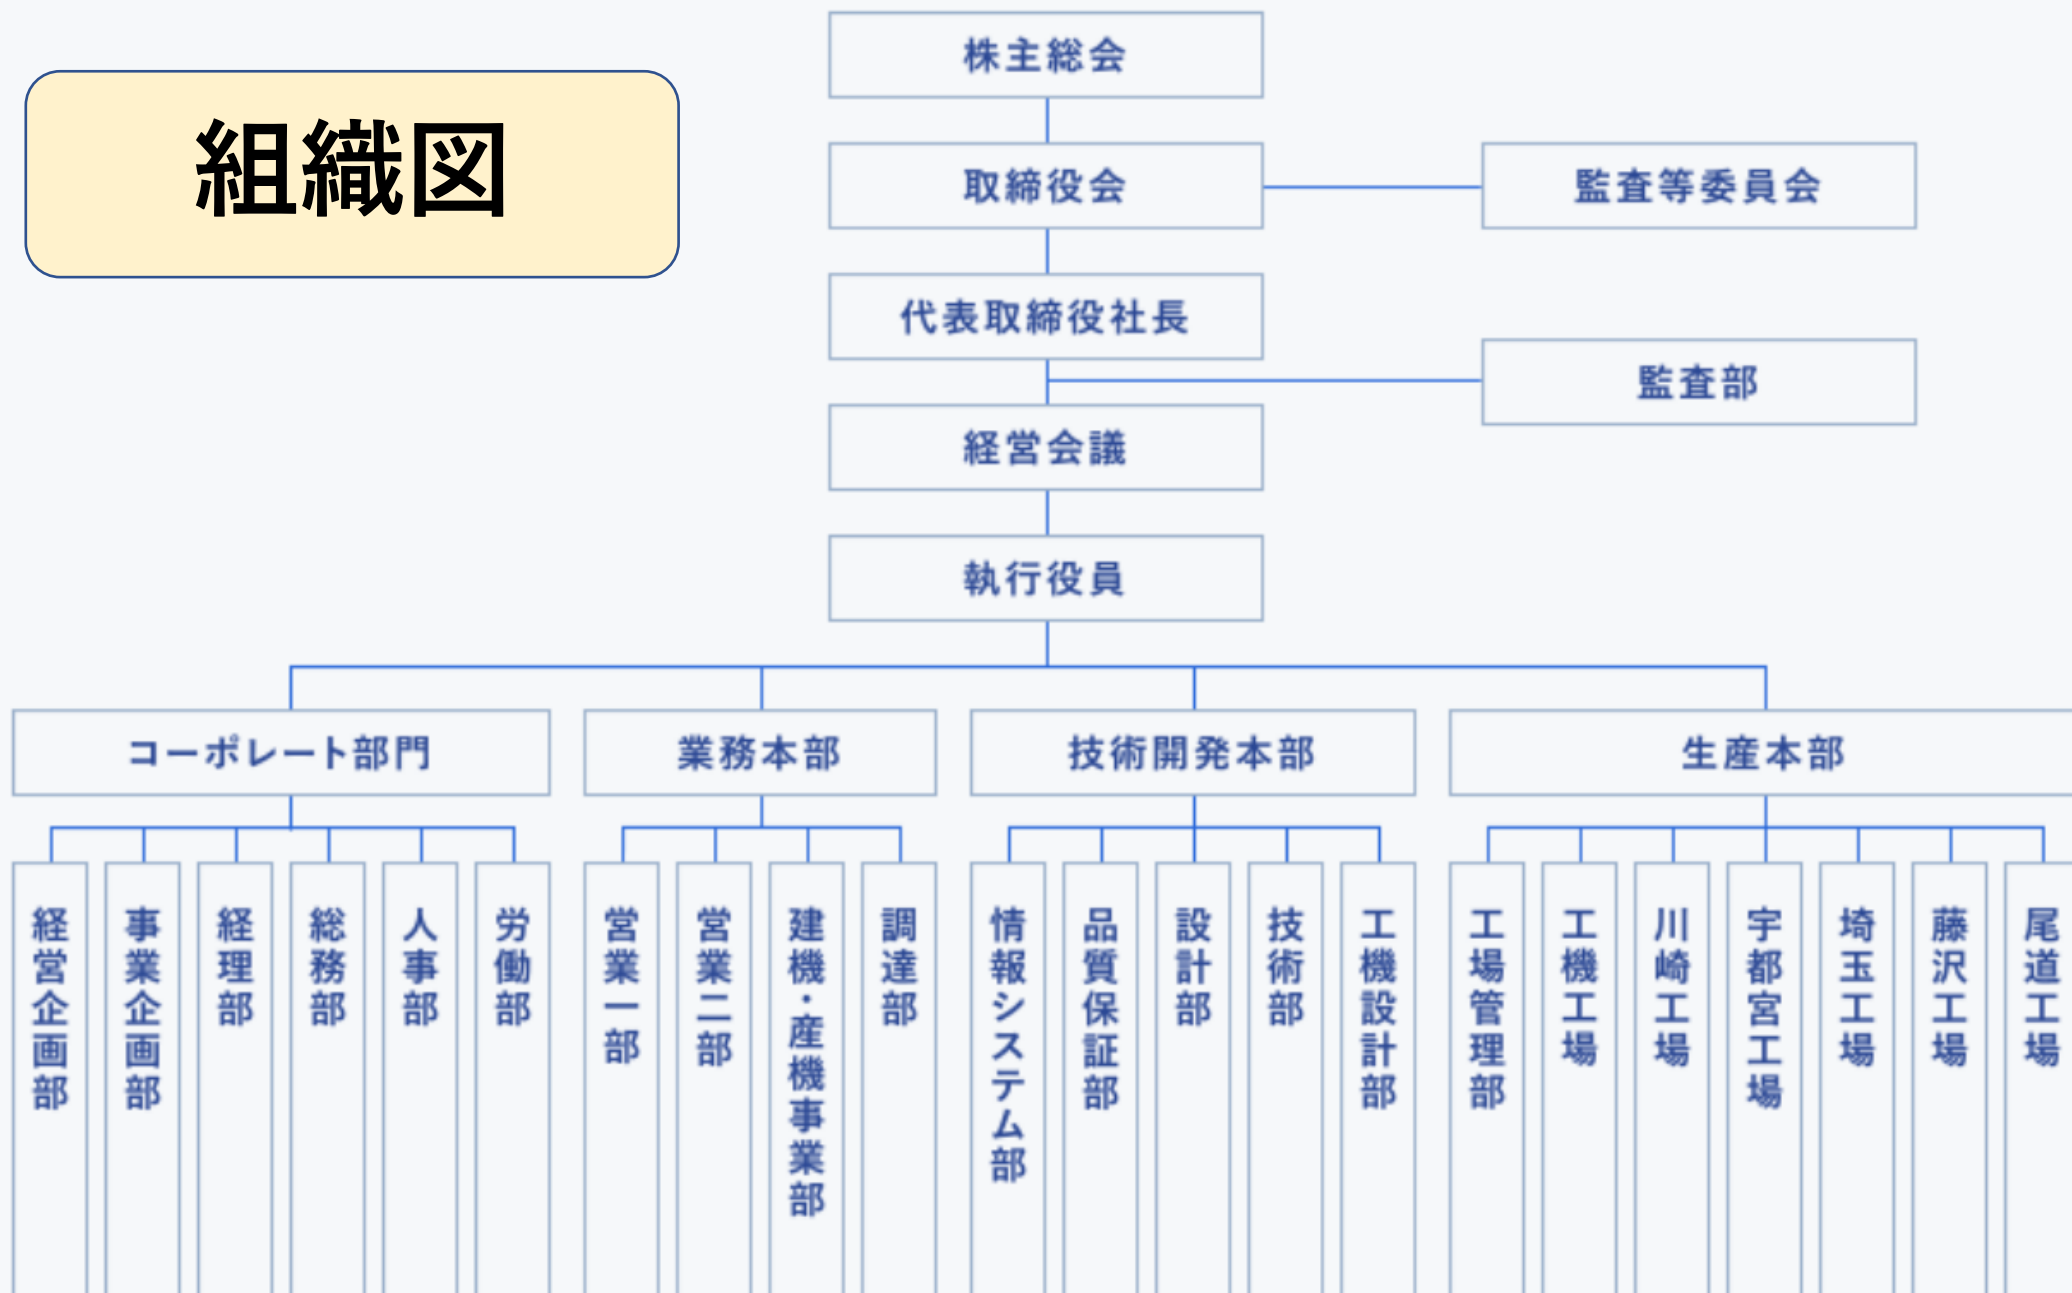 組織図
株主総会
取締役会
監査等委員会
代表取締役社長
監査部
経営会議
執行役員
コーポレート部門
業務本部
技術開発本部
生産本部
経営企画部
事業企画部
経理部
総務部
人事部
労働部
営業一部
営業二部
建機・産機事業部
調達部
情報システム部
品質保証部
設計部
技術部
工機設計部
工場管理部
工機工場
川崎工場
宇都宮工場
埼玉工場
藤沢工場
尾道工場